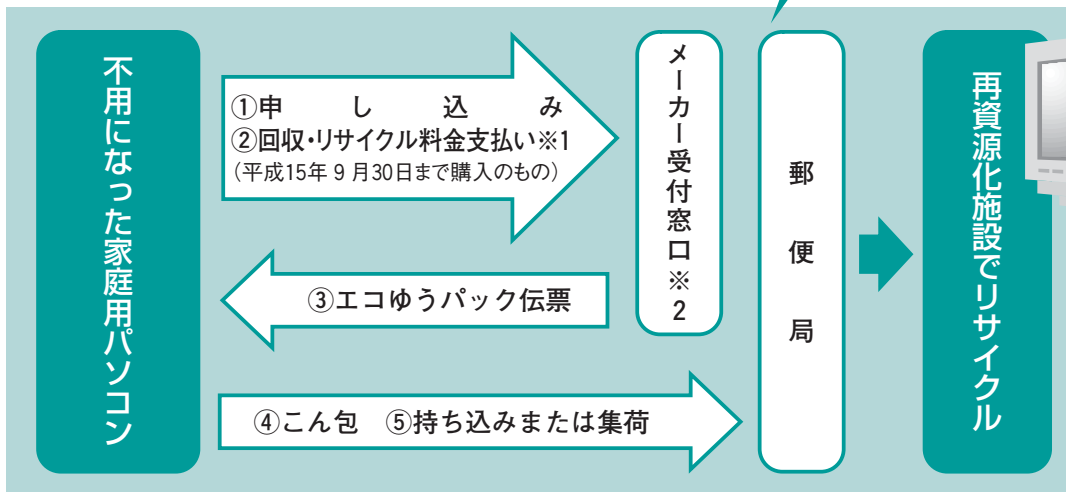 不用になった家庭用パソコン
①申し込み
②回収・リサイクル料金支払い※1
(平成15年9月30日まで購入のもの)
メーカー受付窓口※2
③エコゆうパック伝票
④こん包 ⑤持ち込みまたは集荷
郵便局
再資源化施設でリサイクル